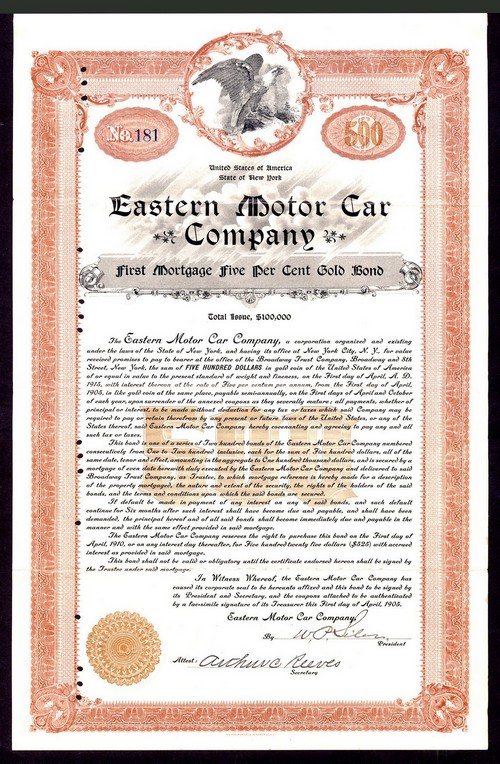 No. 181
500
United States of America
State of New York
Eastern Motor Car
Company
First Mortgage Five Per Cent Gold Bond
Total Issue, $100,000
The Eastern Motor Car Company, a corporation organized and existing
under the laws of the State of New York, and having its office at New York City, N. Y., for value
received promises to pay to bearer at the office of the Broadway Trust Company, Broadway and 8th
Street, New York, the sum of FIVE HUNDRED DOLLARS in gold coin of the United States of America
of or equal in value to the present standard of weight and fineness, on the First day of April, A. D.
1915, with interest thereon at the rate of Five per centum per annum, from the First day of April,
1905, in like gold coin at the same place, payable semi-annually, on the First days of April and October
of each year, upon surrender of the annexed coupons as they severally mature; all payments, whether of
principal or interest, to be made without deduction for any tax or taxes which said Company may be
required to pay or retain therefrom by any present or future laws of the United States, or any of the
States thereof, said Eastern Motor Car Company hereby covenanting and agreeing to pay any and all
such tax or taxes.
This bond is one of a series of Two hundred bonds of the Eastern Motor Car Company numbered
consecutively from One to Two hundred inclusive, each for the sum of Five hundred dollars, all of the
same date, tenor and effect, amounting in the aggregate to One hundred thousand dollars, and is secured by a
mortgage of even date herewith duly executed by the Eastern Motor Car Company and delivered to said
Broadway Trust Company, as Trustee, to which mortgage reference is hereby made for a description
of the property mortgaged, the nature and extent of the security, the rights of the holders of the said
bonds, and the terms and conditions upon which the said bonds are secured.
If default be made in payment of any interest on any of said bonds, and such default
continue for Six months after such interest shall have become due and payable, and shall have been
demanded, the principal hereof and of all said bonds shall become immediately due and payable in the
manner and with the same effect provided in said mortgage.
The Eastern Motor Car Company reserves the right to purchase this bond on the First day of
April, 1910, or on any interest day thereafter, for Five hundred twenty five dollars ($525) with accrued
interest as provided in said mortgage.
This bond shall not be valid or obligatory until the certificate endorsed hereon shall be signed by
the Trustee under said mortgage.
In Witness Whereof, the Eastern Motor Car Company has
caused its corporate seal to be hereunto affixed and this bond to be signed by
its President and Secretary, and the coupons attached to be authenticated
by a facsimile signature of its Treasurer this First day of April, 1905.
Eastern Motor Car Company,
By W. P.
President
Attest: Arthur C Reeves
Secretary